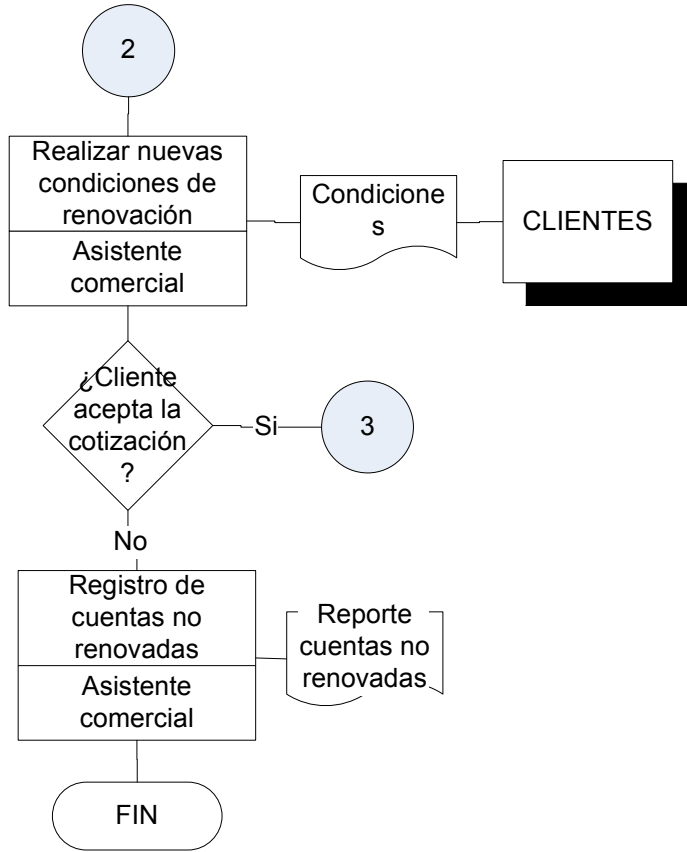 2
Realizar nuevas
condiciones de
renovación
Asistente
comercial
Condicione
s
CLIENTES
¿Cliente
acepta la
cotización
?
Si
3
No
Registro de
cuentas no
renovadas
Asistente
comercial
Reporte
cuentas no
renovadas
FIN